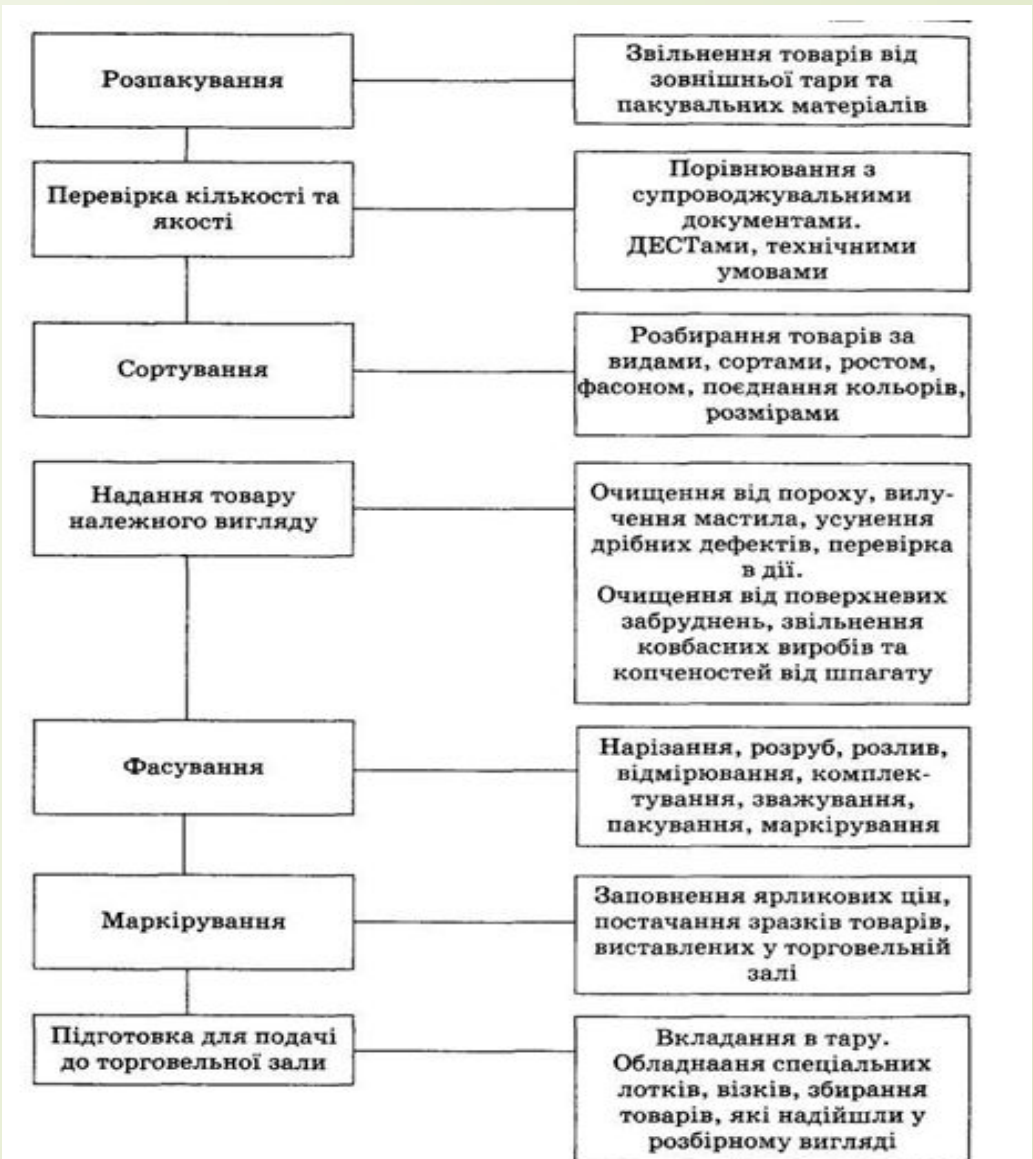 Розпакування
Звільнення товарів від
зовнішньої тари та
пакувальних матеріалів
Перевірка кількості та
якості
Порівнювання з
супроводжувальними
документами.
ДЕСТами, технічними
умовами
Сортування
Розбирання товарів за
видами, сортами, ростом,
фасоном, поєднання кольорів,
розмірами
Надання товару
належного вигляду
Очищення від пороху, вилу-
чення мастила, усунення
дрібних дефектів, перевірка
в дії.
Очищення від поверхневих
забруднень, звільнення
ковбасних виробів та
копченостей від шпагату
Фасування
Нарізання, розруб, розлив,
відмірювання, комплек-
тування, зважування,
пакування, маркірування
Маркірування
Заповнення ярликових цін,
постачання зразків товарів,
виставлених у торговельній
залі
Підготовка для подачі
до торговельної зали
Вкладання в тару.
Обладнааня спеціальних
лотків, візків, збирання
товарів, які надійшли у
розбірному вигляді